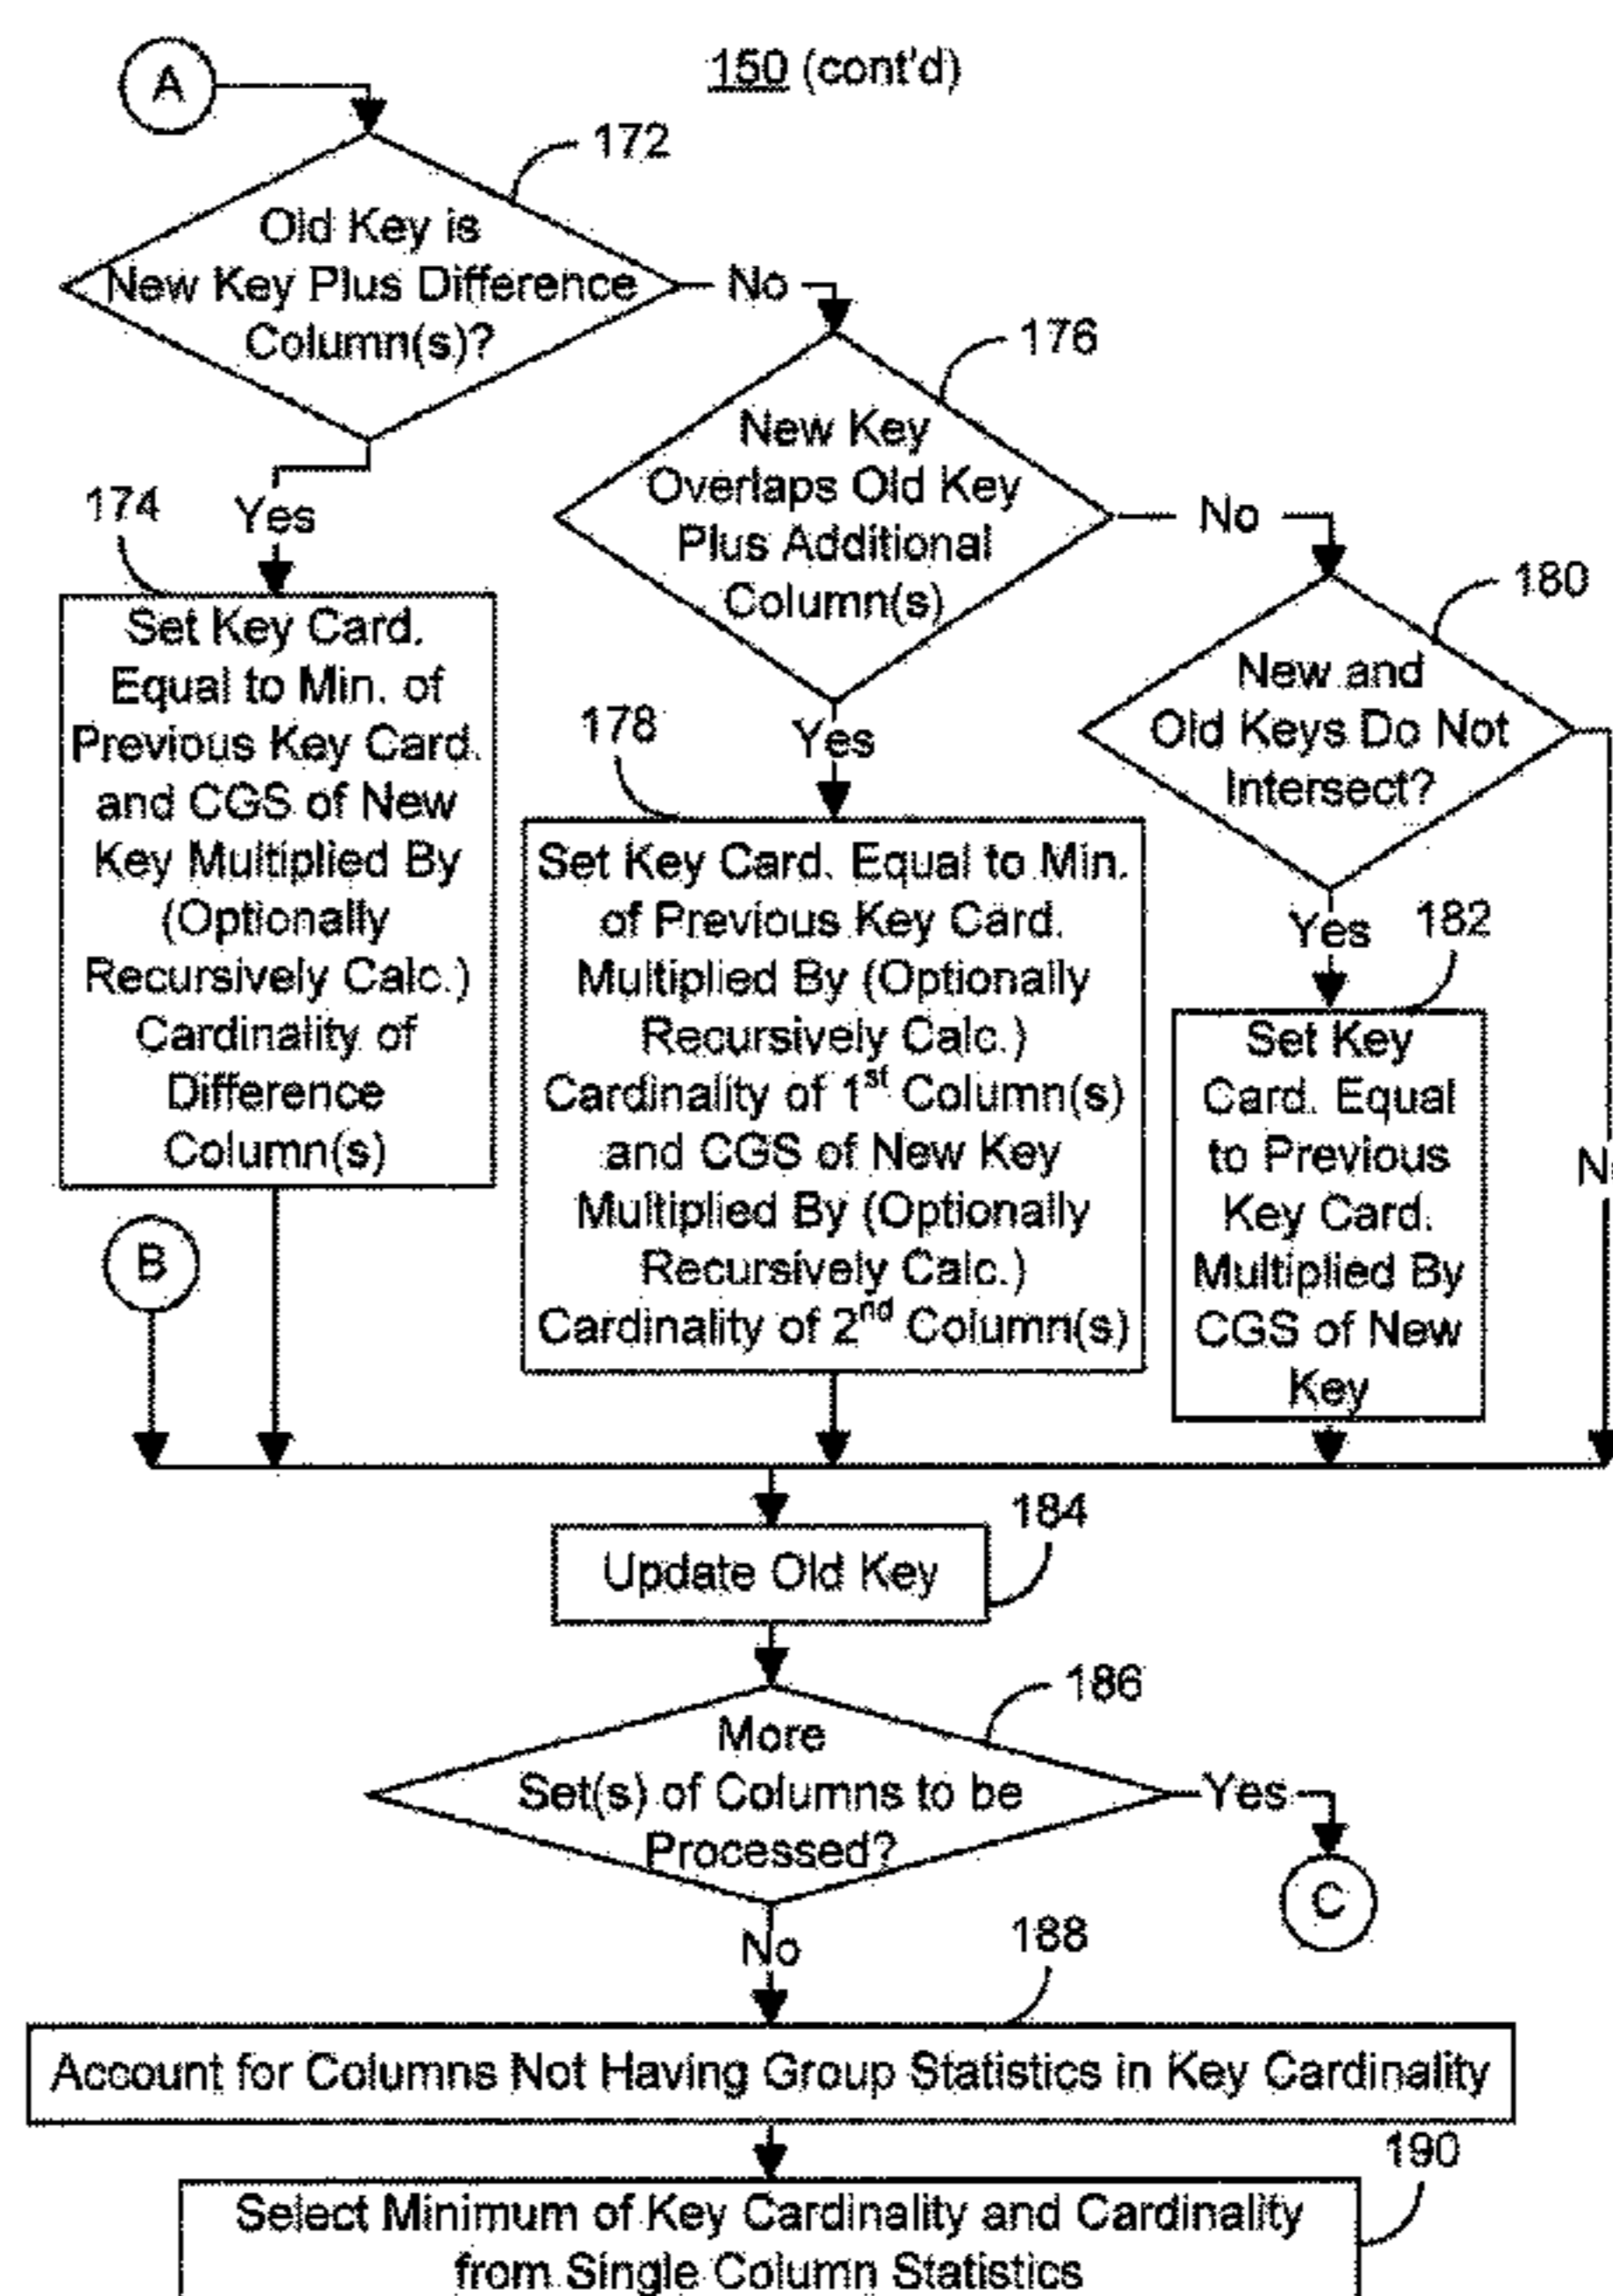 150 (cont'd)
A
172
Old Key is
New Key Plus Difference
Column(s)?
No
176
New Key
Overlaps Old Key
Plus Additional
Column(s)
No
180
New and
Old Keys Do Not
Intersect?
Yes
174
Set Key Card.
Equal to Min. of
Previous Key Card.
and CGS of New
Key Multiplied By
(Optionally
Recursively Calc.)
Cardinality of
Difference
Column(s)
Yes
178
Set Key Card. Equal to Min.
of Previous Key Card.
Multiplied By (Optionally
Recursively Calc.)
Cardinality of 1st Column(s)
and CGS of New Key
Multiplied By (Optionally
Recursively Calc.)
Cardinality of 2nd Column(s)
Yes
182
Set Key
Card. Equal
to Previous
Key Card.
Multiplied By
CGS of New
Key
B
184
Update Old Key
186
More
Set(s) of Columns to be
Processed?
Yes
C
No
188
Account for Columns Not Having Group Statistics in Key Cardinality
190
Select Minimum of Key Cardinality and Cardinality
from Single Column Statistics